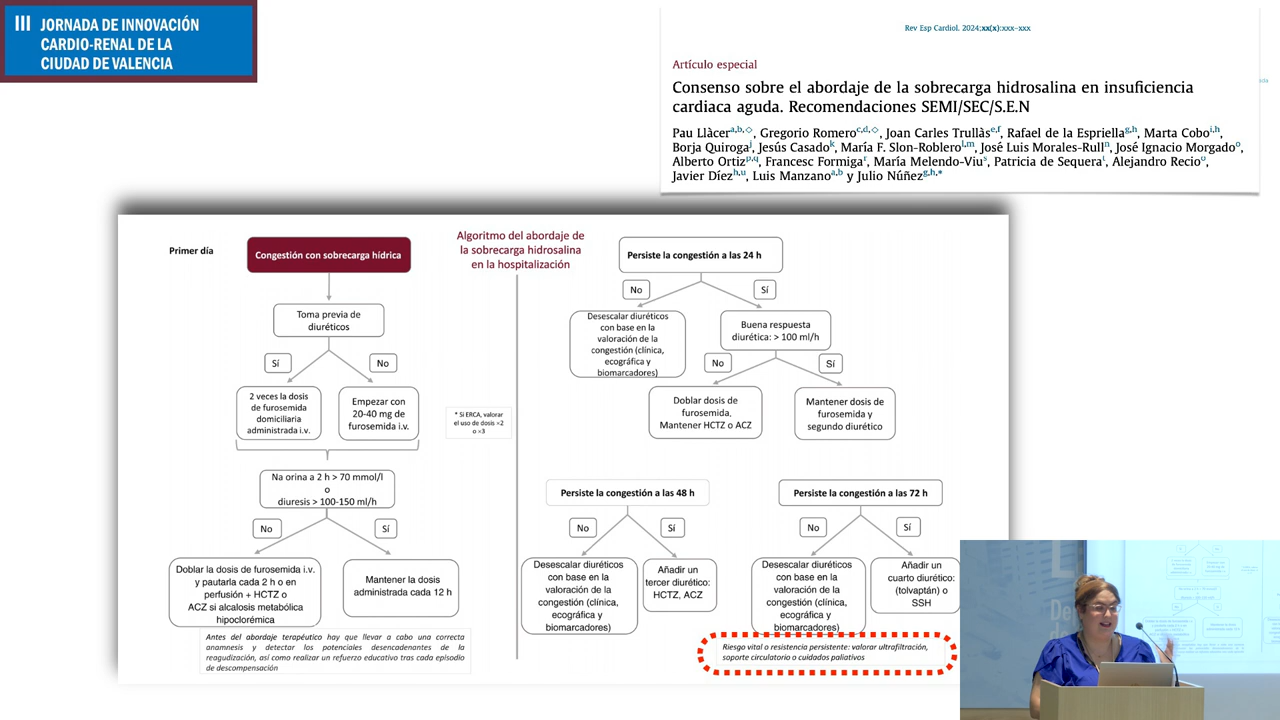 III JORNADA DE INNOVACIÓN
CARDIO-RENAL DE LA
CIUDAD DE VALENCIA
Rev Esp Cardiol. 2024;xx(x):xxx–xxx
Artículo especial
Consenso sobre el abordaje de la sobrecarga hidrosalina en insuficiencia
cardiaca aguda. Recomendaciones SEMI/SEC/S.E.N
Pau Llàcer a,b,◇, Gregorio Romero c,d,◇, Joan Carles Trullàs e,f, Rafael de la Espriella g,h, Marta Cobo i,h,
Borja Quiroga j, Jesús Casado k, María F. Slon-Roblero l,m, José Luis Morales-Rull n, José Ignacio Morgado o,
Alberto Ortiz p,q, Francesc Formiga r, María Melendo-Viu s, Patricia de Sequera t, Alejandro Recio o,
Javier Díez h,u, Luis Manzano a,b y Julio Núñez g,h,*
Primer día
Congestión con sobrecarga hídrica
Toma previa de
diuréticos
Sí
No
2 veces la dosis
de furosemida
domiciliaria
administrada i.v.
Empezar con
20-40 mg de
furosemida i.v.
Na orina a 2 h > 70 mmol/l
o
diuresis > 100-150 ml/h
No
Sí
Doblar la dosis de furosemida i.v.
y pautarla cada 2 h o en
perfusión + HCTZ o
ACZ si alcalosis metabólica
hipoclorémica
Mantener la dosis
administrada cada 12 h
Antes del abordaje terapéutico hay que llevar a cabo una correcta
anamnesis y detectar los potenciales desencadenantes de la
reagudización, así como realizar un refuerzo educativo tras cada episodio
de descompensación
Algoritmo del abordaje de
la sobrecarga hidrosalina
en la hospitalización
* Si ERCA, valorar
el uso de dosis ×2
o ×3
Persiste la congestión a las 24 h
No
Sí
Desescalar diuréticos
con base en la
valoración de la
congestión (clínica,
ecográfica y
biomarcadores)
Buena respuesta
diurética: > 100 ml/h
No
Sí
Doblar dosis de
furosemida,
Mantener HCTZ o ACZ
Mantener dosis de
furosemida y
segundo diurético
Persiste la congestión a las 48 h
No
Sí
Desescalar diuréticos
con base en la
valoración de la
congestión (clínica,
ecográfica y
biomarcadores)
Añadir un
tercer diurético:
HCTZ, ACZ
Persiste la congestión a las 72 h
No
Sí
Desescalar diuréticos
con base en la
valoración de la
congestión (clínica,
ecográfica y
biomarcadores)
Añadir un
cuarto diurético:
(tolvaptán) o
SSH
Riesgo vital o resistencia persistente: valorar ultrafiltración,
soporte circulatorio o cuidados paliativos